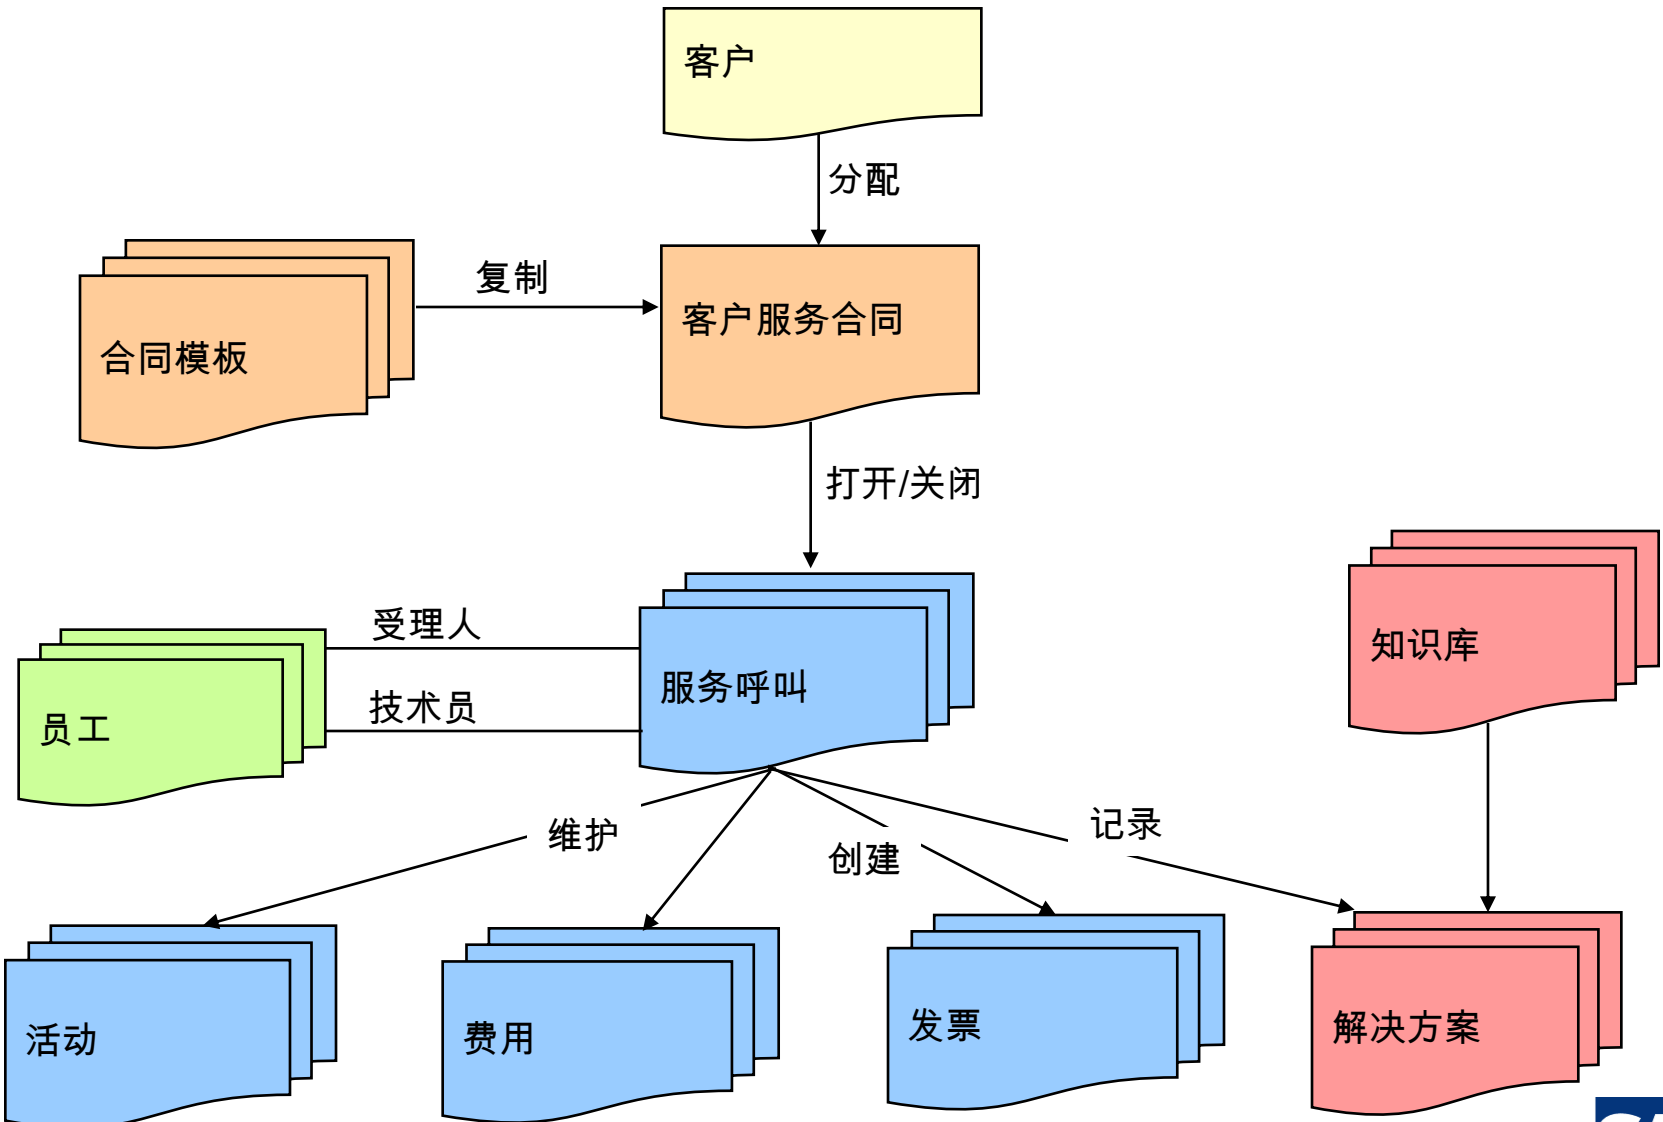 客户
分配
复制
客户服务合同
合同模板
打开/关闭
受理人
知识库
服务呼叫
技术员
员工
维护
记录
创建
活动
费用
发票
解决方案